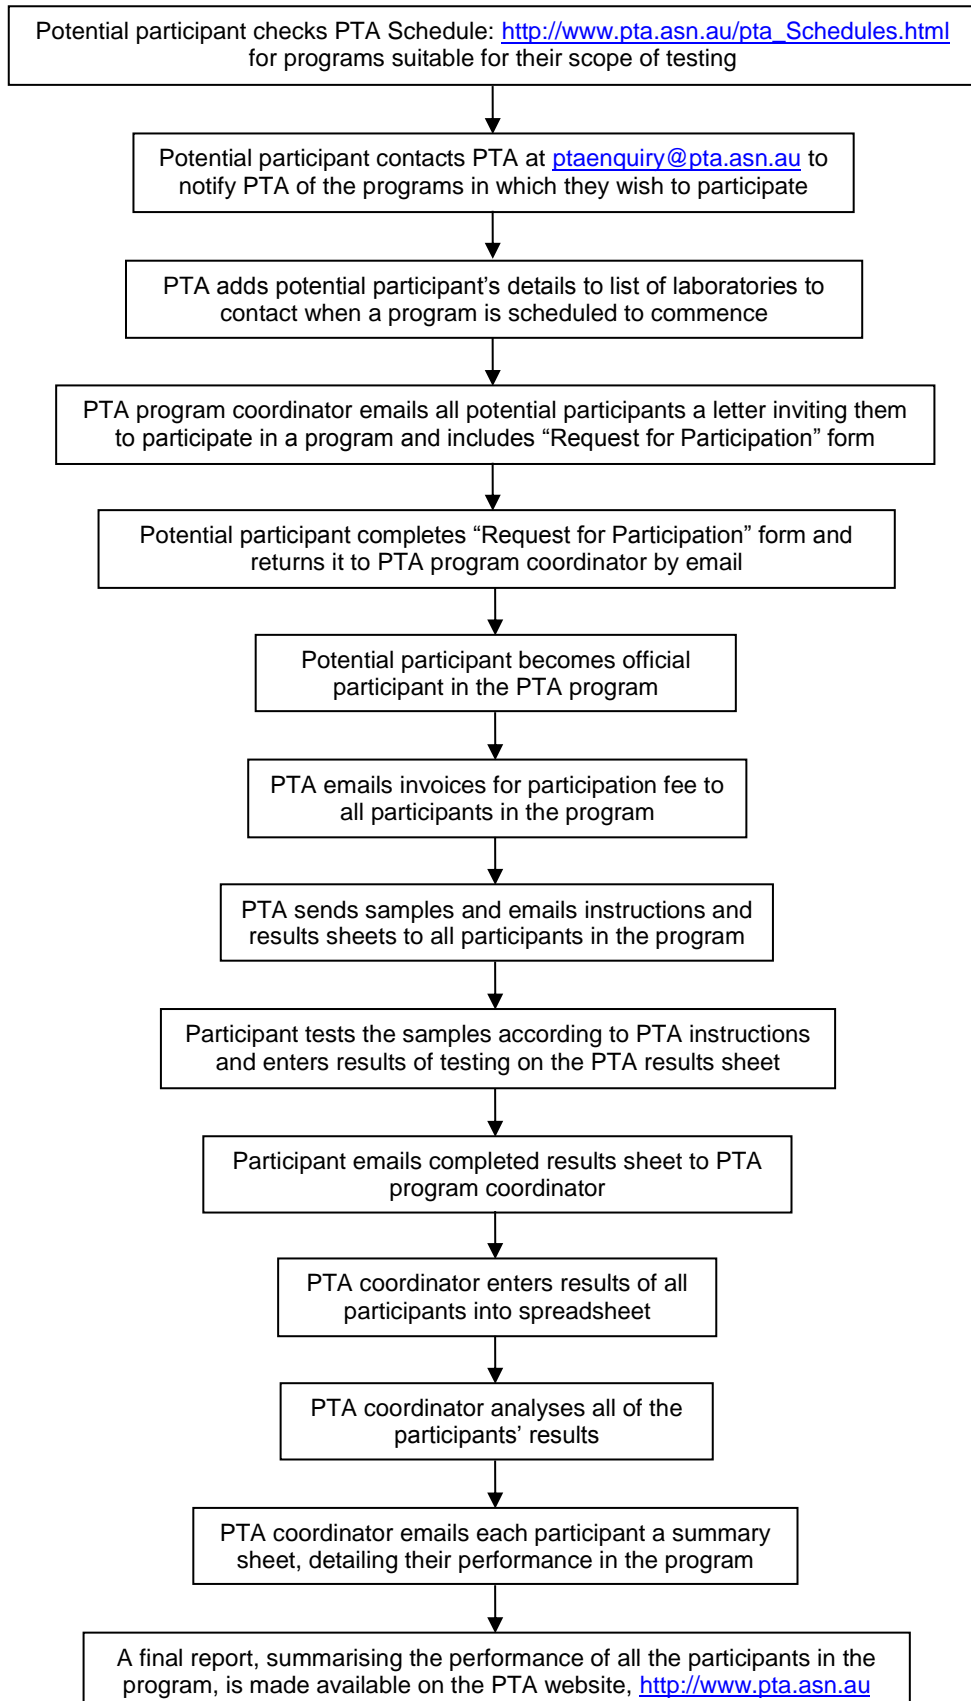 Potential participant checks PTA Schedule: http://www.pta.asn.au/pta_Schedules.html
for programs suitable for their scope of testing
Potential participant contacts PTA at ptaenquiry@pta.asn.au to
notify PTA of the programs in which they wish to participate
PTA adds potential participant’s details to list of laboratories to
contact when a program is scheduled to commence
PTA program coordinator emails all potential participants a letter inviting them
to participate in a program and includes “Request for Participation” form
Potential participant completes “Request for Participation” form and
returns it to PTA program coordinator by email
Potential participant becomes official
participant in the PTA program
PTA emails invoices for participation fee to
all participants in the program
PTA sends samples and emails instructions and
results sheets to all participants in the program
Participant tests the samples according to PTA instructions
and enters results of testing on the PTA results sheet
Participant emails completed results sheet to PTA
program coordinator
PTA coordinator enters results of all
participants into spreadsheet
PTA coordinator analyses all of the
participants’ results
PTA coordinator emails each participant a summary
sheet, detailing their performance in the program
A final report, summarising the performance of all the participants in the
program, is made available on the PTA website, http://www.pta.asn.au